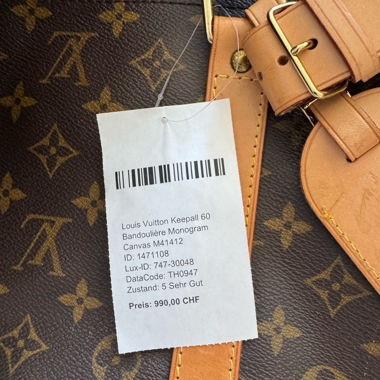 Louis Vuitton Keepall 60
Bandoulière Monogram
Canvas M41412
ID: 1471108
Lux-ID: 747-30048
DataCode: TH0947
Zustand: 5 Sehr Gut
Preis: 990,00 CHF